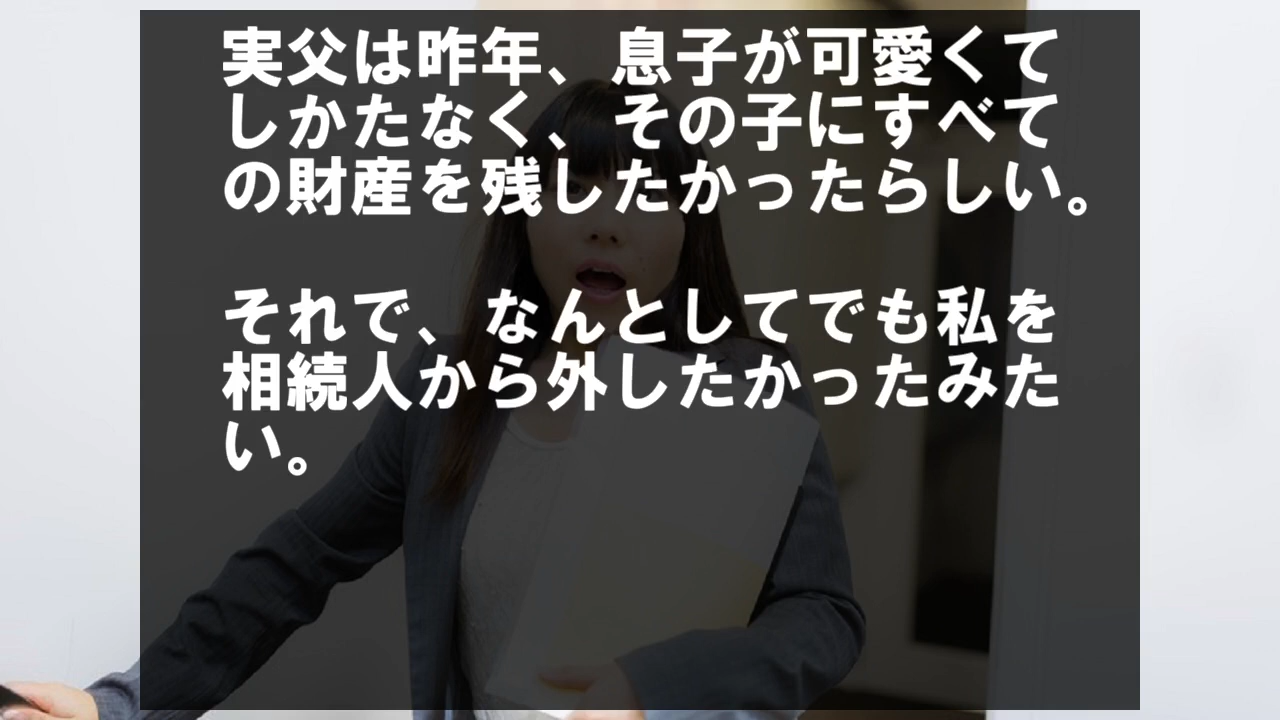 実父は昨年、息子が可愛くて
しかたなく、その子にすべて
の財産を残したかったらしい。
それで、なんとしてでも私を
相続人から外したかったみた
い。